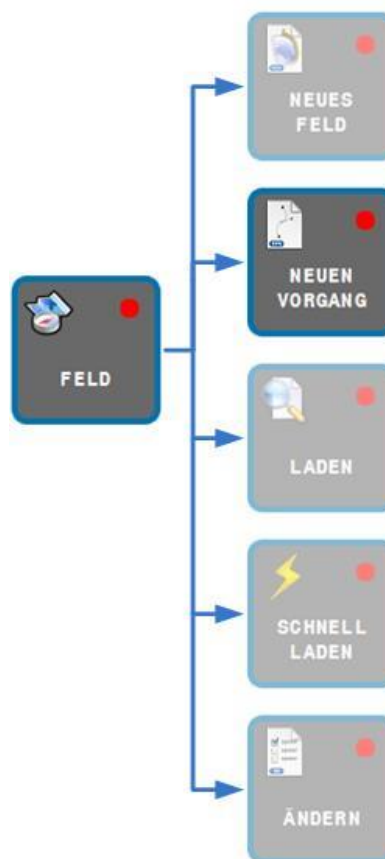 NEUES
FELD
NEUEN
VORGANG
FELD
LADEN
SCHNELL
LADEN
ÄNDERN